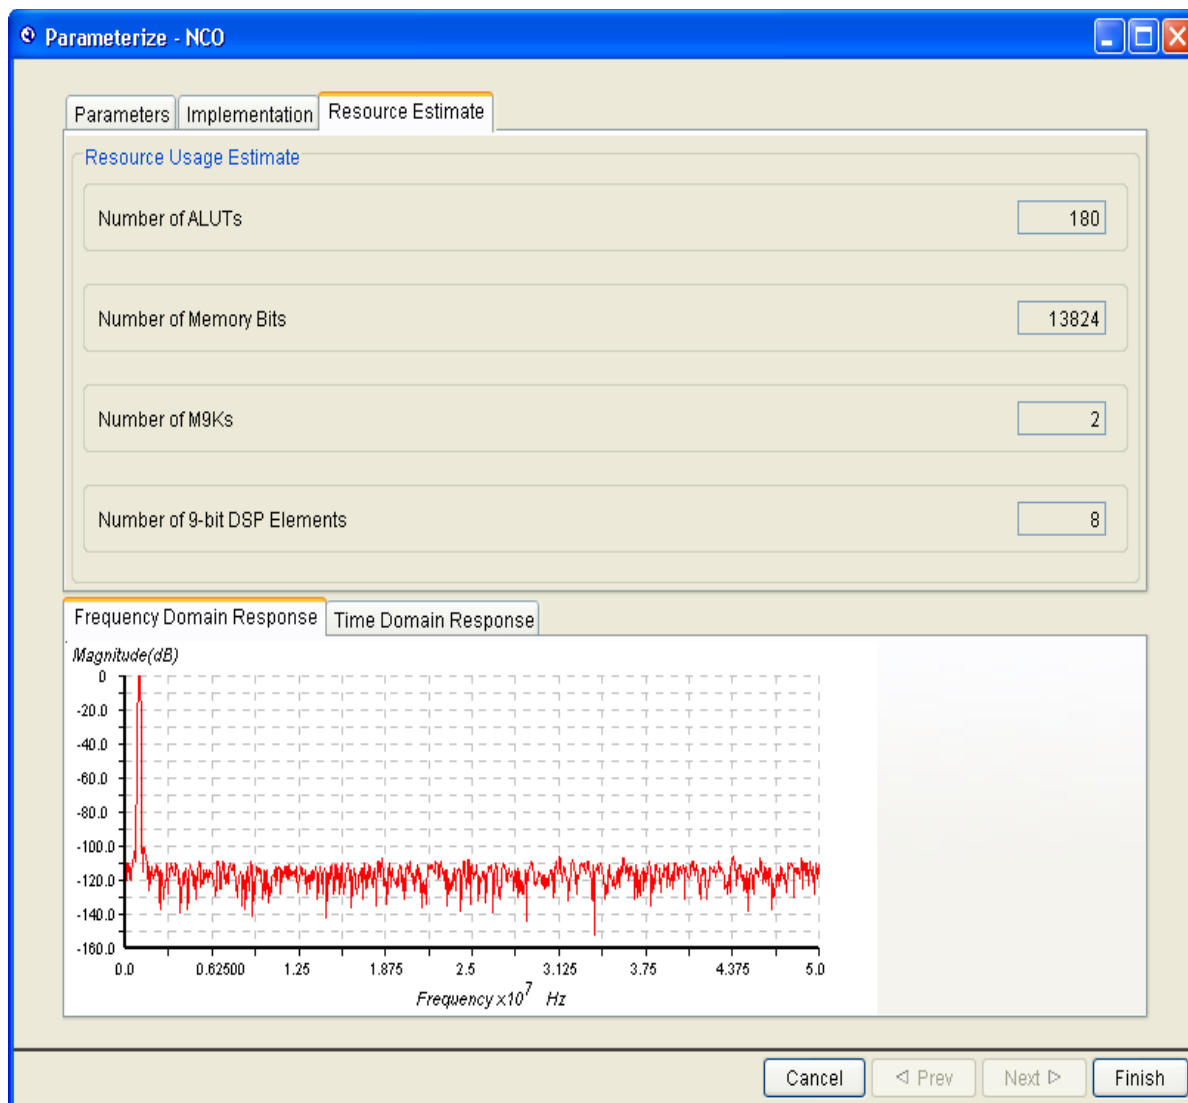 Parameterize - NCO
Parameters Implementation Resource Estimate
Resource Usage Estimate
Number of ALUTs 180
Number of Memory Bits 13824
Number of M9Ks 2
Number of 9-bit DSP Elements 8
Frequency Domain Response Time Domain Response
Magnitude(dB)
0
-20.0
-40.0
-60.0
-80.0
-100.0
-120.0
-140.0
-160.0
0.0 0.62500 1.25 1.875 2.5 3.125 3.75 4.375 5.0
Frequency x10^7 Hz
Cancel Prev Next Finish